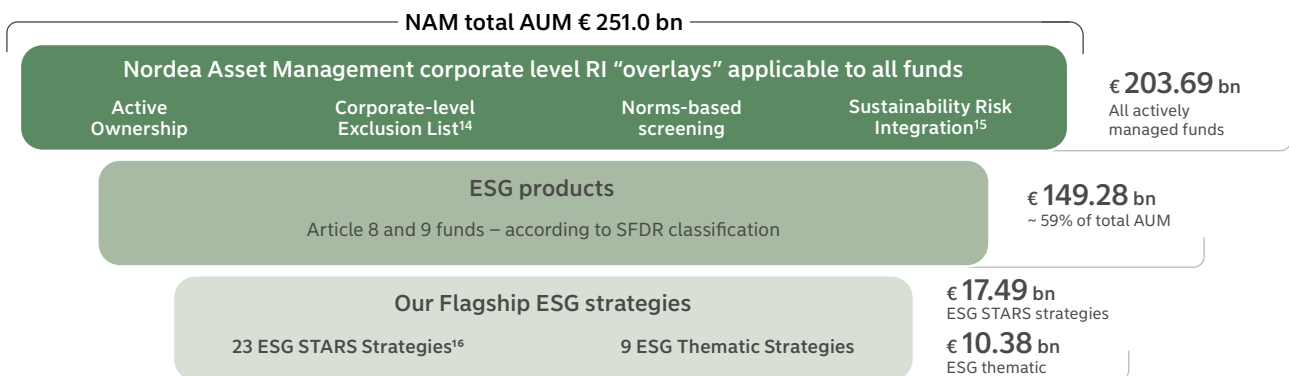 NAM total AUM € 251.0 bn
Nordea Asset Management corporate level RI “overlays” applicable to all funds
Active
Ownership
Corporate-level
Exclusion List¹⁴
Norms-based
screening
Sustainability Risk
Integration¹⁵
€ 203.69 bn
All actively
managed funds
ESG products
Article 8 and 9 funds – according to SFDR classification
€ 149.28 bn
~ 59% of total AUM
Our Flagship ESG strategies
23 ESG STARS Strategies¹⁶
9 ESG Thematic Strategies
€ 17.49 bn
ESG STARS strategies
€ 10.38 bn
ESG thematic